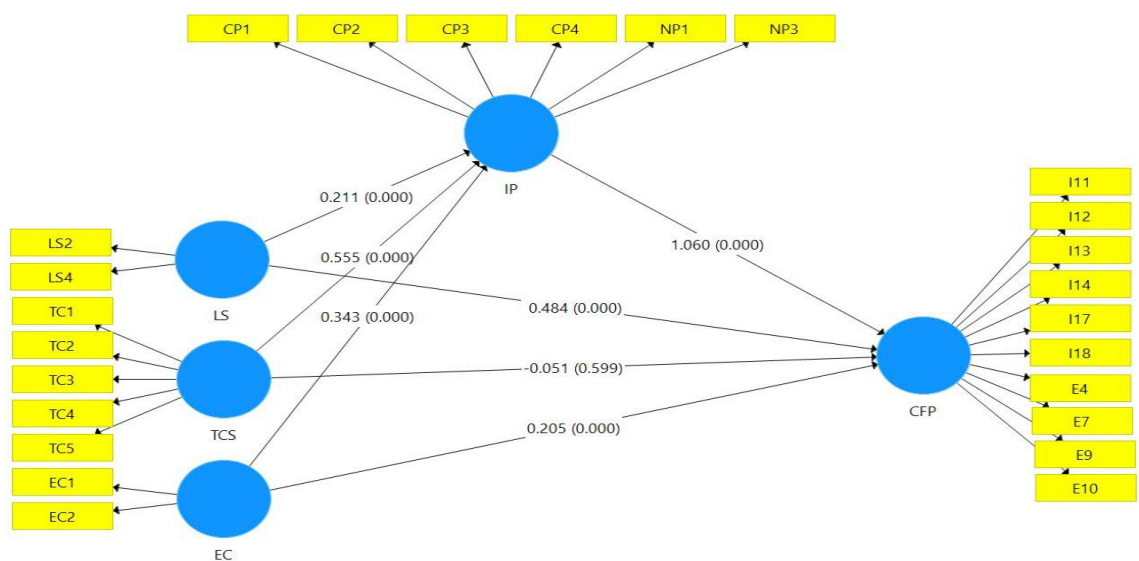 CP1
CP2
CP3
CP4
NP1
NP3
IP
0.211 (0.000)
LS2
LS4
LS
0.555 (0.000)
1.060 (0.000)
TC1
TC2
TC3
TC4
TC5
TCS
0.343 (0.000)
0.484 (0.000)
-0.051 (0.599)
0.205 (0.000)
EC1
EC2
EC
CFP
I11
I12
I13
I14
I17
I18
E4
E7
E9
E10